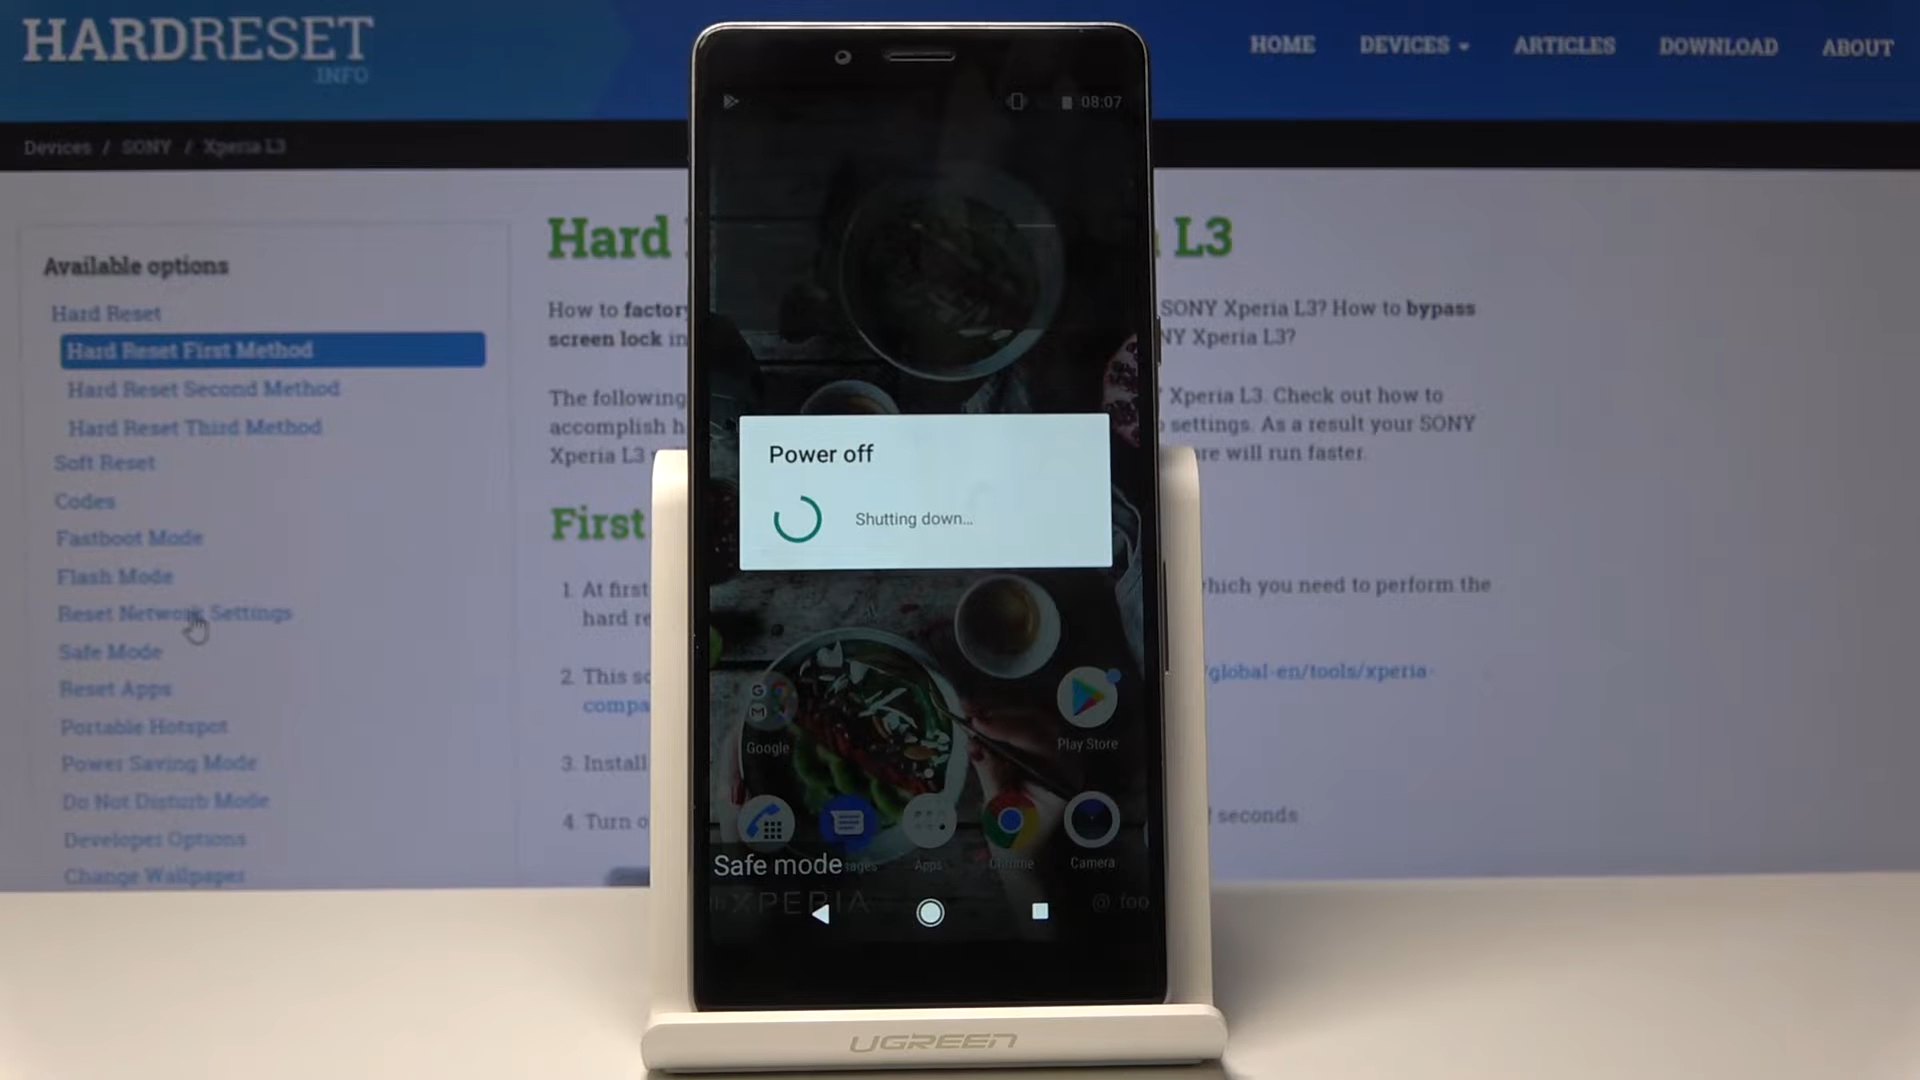 HARDRESET
.INFO
HOME DEVICES ARTICLES DOWNLOAD ABOUT
Devices / SONY / Xperia L3
Available options
Hard Reset
Hard Reset First Method
Hard Reset Second Method
Hard Reset Third Method
Soft Reset
Codes
Fastboot Mode
Flash Mode
Reset Network Settings
Safe Mode
Reset Apps
Portable Hotspot
Power Saving Mode
Do Not Disturb Mode
Developer Options
Change Wallpaper
Hard L3
How to factor SONY Xperia L3? How to bypass
screen lock in NY Xperia L3?
The following Xperia L3. Check out how to
accomplish h settings. As a result your SONY
Xperia L3 re will run faster.
First
1. At first which you need to perform the
hard re
2. This so /global-en/tools/xperia-
compa
3. Install
4. Turn o f seconds
08:07
Power off
Shutting down...
G
M
Google
Play Store
Safe mode ages
Apps
Chrome
Camera
XPERIA
@ foo
UGREEN